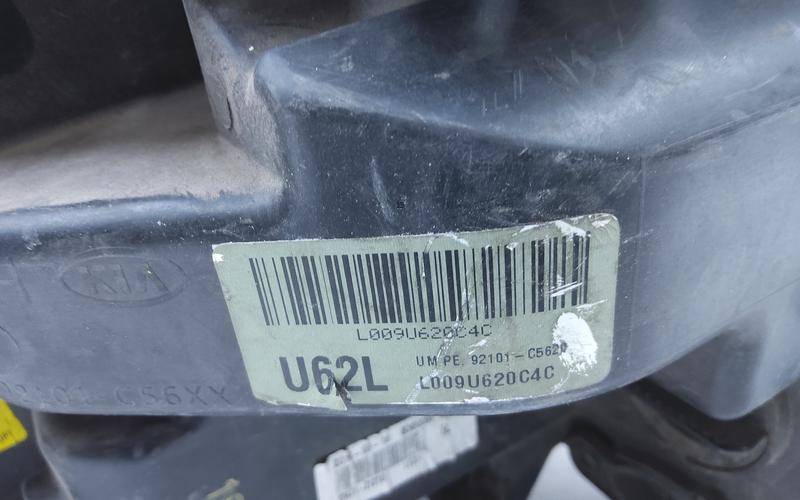 KIA
L009U620C4C
U62L
UM PE, 92101-C5620
L009U620C4C
92101-C56XX